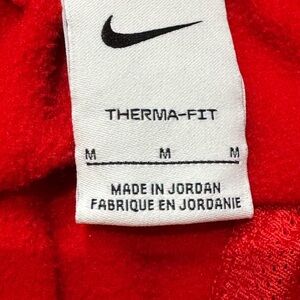 THERMA-FIT
M M M
MADE IN JORDAN
FABRIQUE EN JORDANIE